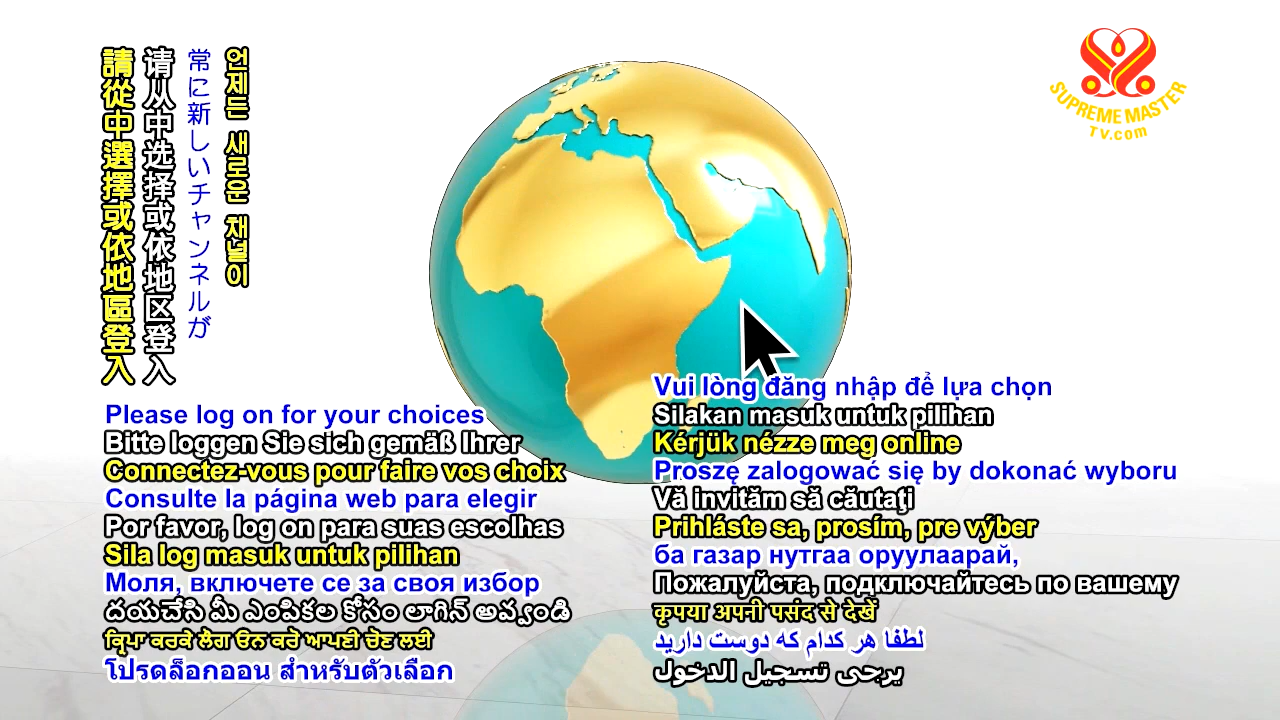 請從中選擇或依地區登入
请从中选择或依地区登入
常に新しいチャンネルが
언제든 새로운 채널이
SUPREME MASTER
TV.com
Please log on for your choices
Bitte loggen Sie sich gemäß Ihrer
Connectez-vous pour faire vos choix
Consulte la página web para elegir
Por favor, log on para suas escolhas
Sila log masuk untuk pilihan
Моля, включете се за своя избор
దయచేసి మీ ఎంపికల కోసం లాగిన్ అవ్వండి
ਕ੍ਰਿਪਾ ਕਰਕੇ ਲੌਗ ਓਨ ਕਰੋ ਆਪਣੀ ਚੋਣ ਲਈ
โปรดล็อกออน สำหรับตัวเลือก
Vui lòng đăng nhập để lựa chọn
Silakan masuk untuk pilihan
Kérjük nézze meg online
Proszę zalogować się by dokonać wyboru
Vă invităm să căutaţi
Prihláste sa, prosím, pre výber
ба газар нутгаа оруулаарай,
Пожалуйста, подключайтесь по вашему
कृपया अपनी पसंद से देखें
لطفا هر کدام که دوست دارید
يرجى تسجيل الدخول